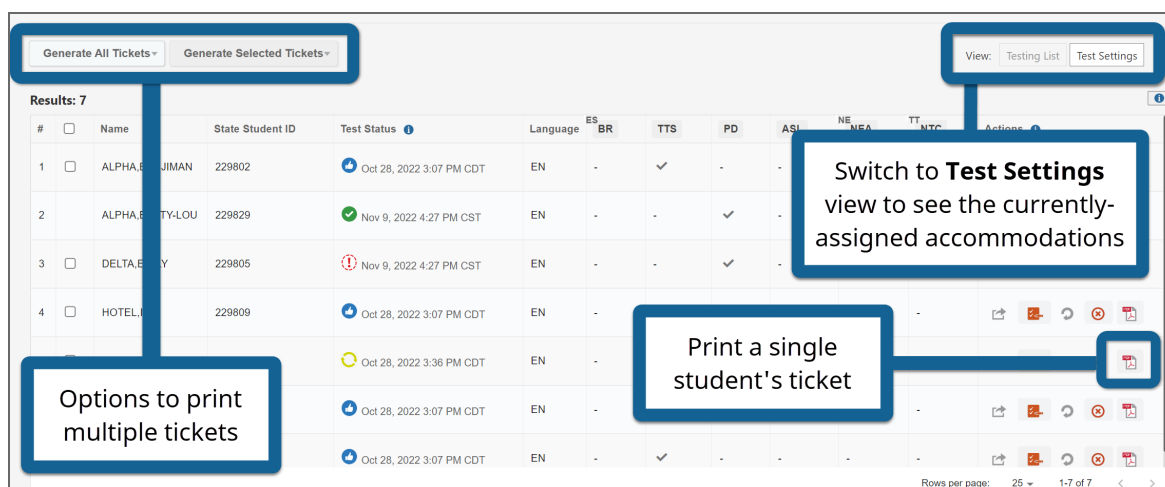 Generate All Tickets Generate Selected Tickets
View: Testing List Test Settings
Results: 7
# Name State Student ID Test Status Language ES BR TTS PD ASL NE NEA TT NTC Actions
1 ALPHA, JIMAN 229802 Oct 28, 2022 3:07 PM CDT EN - ✓ - -
2 ALPHA, TY-LOU 229829 Nov 9, 2022 4:27 PM CST EN - - ✓ -
3 DELTA, Y 229805 Nov 9, 2022 4:27 PM CST EN - - ✓ -
4 HOTEL, 229809 Oct 28, 2022 3:07 PM CDT EN - -
Oct 28, 2022 3:36 PM CDT EN -
Oct 28, 2022 3:07 PM CDT EN - -
Oct 28, 2022 3:07 PM CDT EN - ✓ - - - -
Rows per page: 25 1-7 of 7 < >
Switch to Test Settings
view to see the currently-
assigned accommodations
Print a single
student's ticket
Options to print
multiple tickets